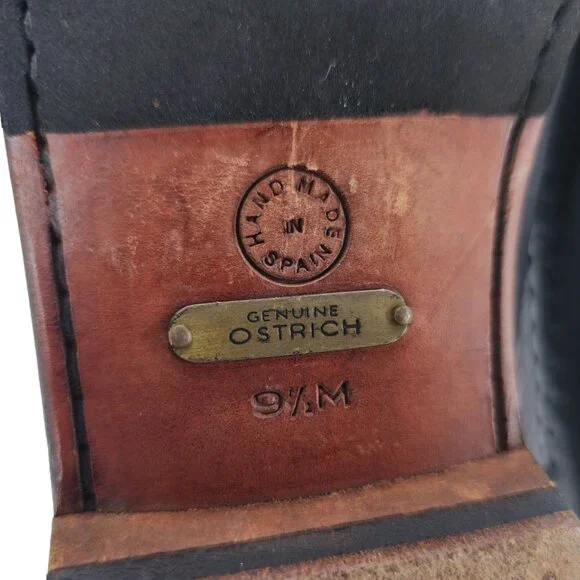 HAND MADE
IN
SPAIN
GENUINE
OSTRICH
9½M